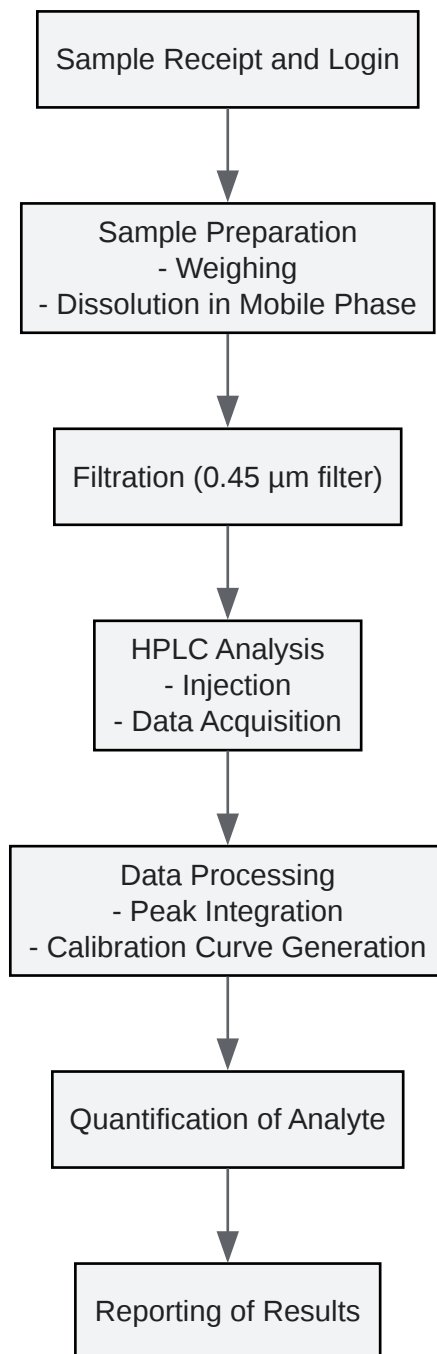 Sample Receipt and Login
Sample Preparation
- Weighing
- Dissolution in Mobile Phase
Filtration (0.45 µm filter)
HPLC Analysis
- Injection
- Data Acquisition
Data Processing
- Peak Integration
- Calibration Curve Generation
Quantification of Analyte
Reporting of Results